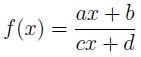 f(x) = \frac{ax + b}{cx + d}